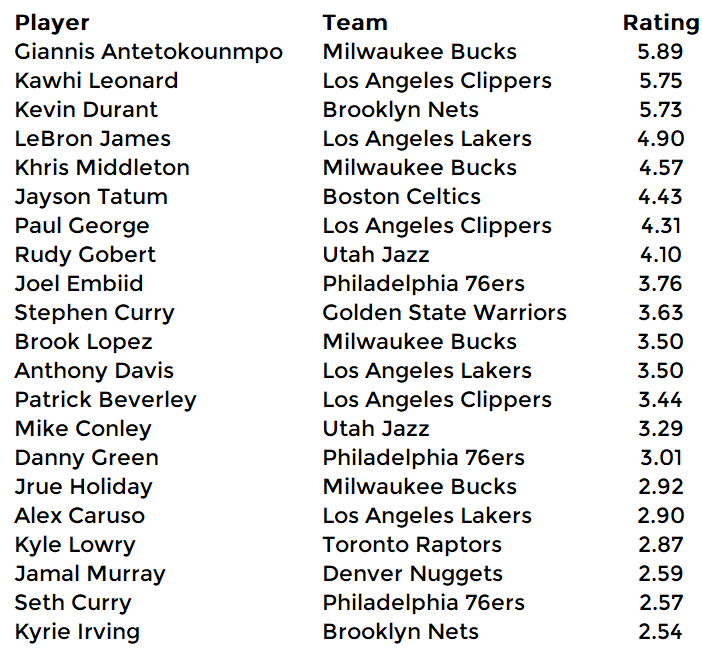 Player Team Rating
Giannis Antetokounmpo Milwaukee Bucks 5.89
Kawhi Leonard Los Angeles Clippers 5.75
Kevin Durant Brooklyn Nets 5.73
LeBron James Los Angeles Lakers 4.90
Khris Middleton Milwaukee Bucks 4.57
Jayson Tatum Boston Celtics 4.43
Paul George Los Angeles Clippers 4.31
Rudy Gobert Utah Jazz 4.10
Joel Embiid Philadelphia 76ers 3.76
Stephen Curry Golden State Warriors 3.63
Brook Lopez Milwaukee Bucks 3.50
Anthony Davis Los Angeles Lakers 3.50
Patrick Beverley Los Angeles Clippers 3.44
Mike Conley Utah Jazz 3.29
Danny Green Philadelphia 76ers 3.01
Jrue Holiday Milwaukee Bucks 2.92
Alex Caruso Los Angeles Lakers 2.90
Kyle Lowry Toronto Raptors 2.87
Jamal Murray Denver Nuggets 2.59
Seth Curry Philadelphia 76ers 2.57
Kyrie Irving Brooklyn Nets 2.54